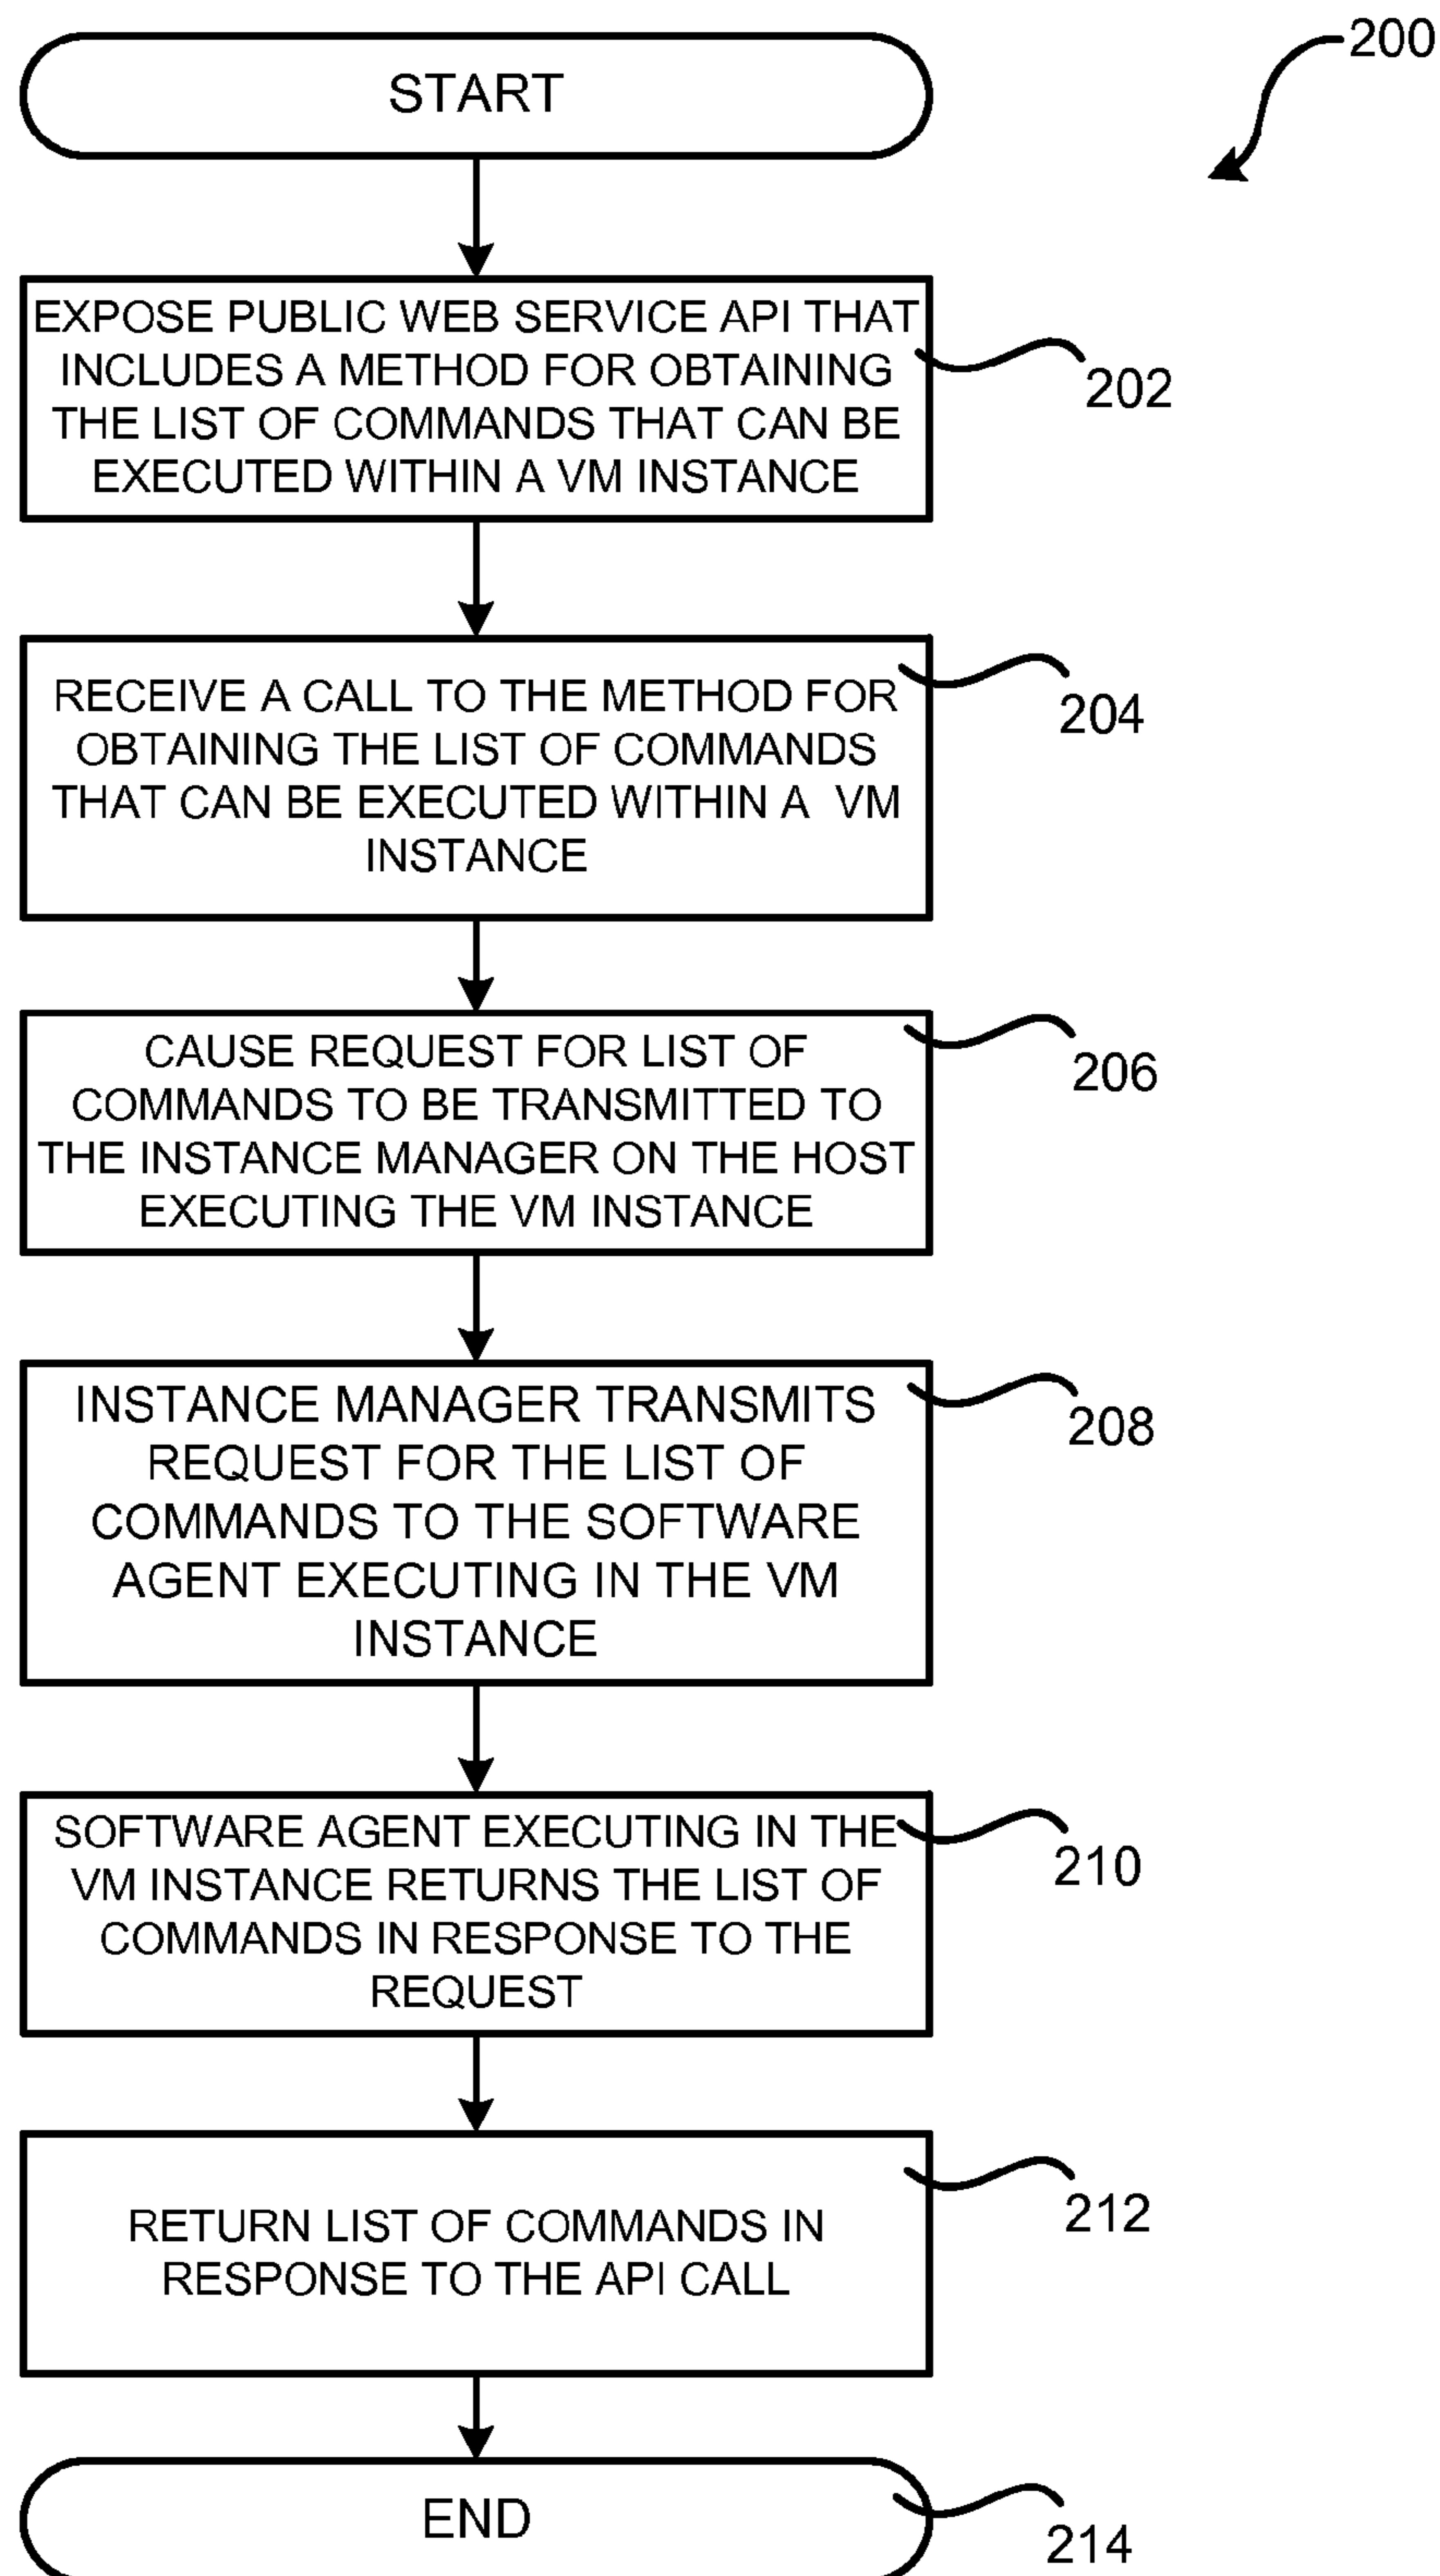 200
START
EXPOSE PUBLIC WEB SERVICE API THAT
INCLUDES A METHOD FOR OBTAINING
THE LIST OF COMMANDS THAT CAN BE
EXECUTED WITHIN A VM INSTANCE
202
RECEIVE A CALL TO THE METHOD FOR
OBTAINING THE LIST OF COMMANDS
THAT CAN BE EXECUTED WITHIN A VM
INSTANCE
204
CAUSE REQUEST FOR LIST OF
COMMANDS TO BE TRANSMITTED TO
THE INSTANCE MANAGER ON THE HOST
EXECUTING THE VM INSTANCE
206
INSTANCE MANAGER TRANSMITS
REQUEST FOR THE LIST OF
COMMANDS TO THE SOFTWARE
AGENT EXECUTING IN THE VM
INSTANCE
208
SOFTWARE AGENT EXECUTING IN THE
VM INSTANCE RETURNS THE LIST OF
COMMANDS IN RESPONSE TO THE
REQUEST
210
RETURN LIST OF COMMANDS IN
RESPONSE TO THE API CALL
212
END
214